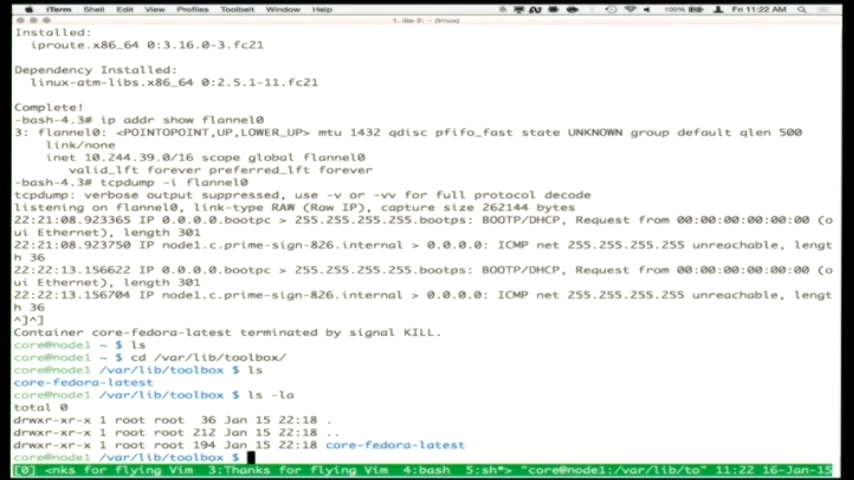 iTerm Shell Edit View Profiles Toolbelt Window Help 100% Fri 11:22 AM
Installed:
iproute.x86_64 0:3.16.0-3.fc21
Dependency Installed:
linux-atm-libs.x86_64 0:2.5.1-11.fc21
Complete!
-bash-4.3# ip addr show flannel0
3: flannel0: <POINTOPOINT,UP,LOWER_UP> mtu 1432 qdisc pfifo_fast state UNKNOWN group default qlen 500
link/none
inet 10.244.39.0/16 scope global flannel0
valid_lft forever preferred_lft forever
-bash-4.3# tcpdump -i flannel0
tcpdump: verbose output suppressed, use -v or -vv for full protocol decode
listening on flannel0, link-type RAW (Raw IP), capture size 262144 bytes
22:21:08.923365 IP 0.0.0.0.bootpc > 255.255.255.255.bootps: BOOTP/DHCP, Request from 00:00:00:00:00:00 (o
ui Ethernet), length 301
22:21:08.923750 IP node1.c.prime-sign-826.internal > 0.0.0.0: ICMP net 255.255.255.255 unreachable, lengt
h 36
22:22:13.156622 IP 0.0.0.0.bootpc > 255.255.255.255.bootps: BOOTP/DHCP, Request from 00:00:00:00:00:00 (o
ui Ethernet), length 301
22:22:13.156704 IP node1.c.prime-sign-826.internal > 0.0.0.0: ICMP net 255.255.255.255 unreachable, lengt
h 36
^]^]
Container core-fedora-latest terminated by signal KILL.
core@node1 ~ $ ls
core@node1 ~ $ cd /var/lib/toolbox/
core@node1 /var/lib/toolbox $ ls
core-fedora-latest
core@node1 /var/lib/toolbox $ ls -la
total 0
drwxr-xr-x 1 root root 36 Jan 15 22:18 .
drwxr-xr-x 1 root root 212 Jan 15 22:18 ..
drwxr-xr-x 1 root root 194 Jan 15 22:18 core-fedora-latest
core@node1 /var/lib/toolbox $
[0] <nks for flying Vim 3:Thanks for flying Vim 4:bash 5:sh*> "core@node1:/var/lib/to" 11:22 16-Jan-15